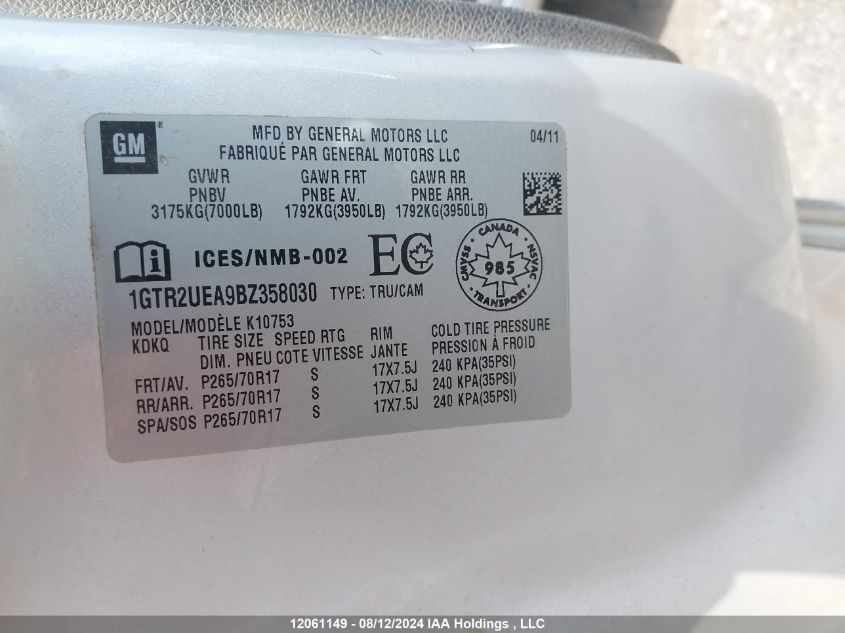 GM ®
MFD BY GENERAL MOTORS LLC 04/11
FABRIQUÉ PAR GENERAL MOTORS LLC
GVWR GAWR FRT GAWR RR
PNBV PNBE AV. PNBE ARR.
3175KG(7000LB) 1792KG(3950LB) 1792KG(3950LB)
i ICES/NMB-002 EC CANADA CMVSS NSVAC 985 TRANSPORT
1GTR2UEA9BZ358030 TYPE: TRU/CAM
MODEL/MODÈLE K10753
KDKQ TIRE SIZE SPEED RTG RIM COLD TIRE PRESSURE
DIM. PNEU COTE VITESSE JANTE PRESSION À FROID
FRT/AV. P265/70R17 S 17X7.5J 240 KPA(35PSI)
RR/ARR. P265/70R17 S 17X7.5J 240 KPA(35PSI)
SPA/SOS P265/70R17 S 17X7.5J 240 KPA(35PSI)
12061149 - 08/12/2024 IAA Holdings , LLC